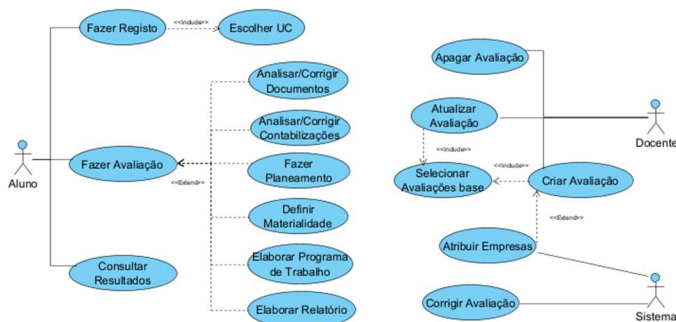 Fazer Registo
<<Include>>
Escolher UC
Analisar/Corrigir
Documentos
Analisar/Corrigir
Contabilizações
Aluno
Fazer Avaliação
<<Extend>>
Fazer
Planeamento
Definir
Materialidade
Consultar
Resultados
Elaborar Programa
de Trabalho
Elaborar Relatório
Apagar Avaliação
Atualizar
Avaliação
Docente
<<Include>>
<<Include>>
Selecionar
Avaliações base
Criar Avaliação
<<Extend>>
Atribuir Empresas
Corrigir Avaliação
Sistema